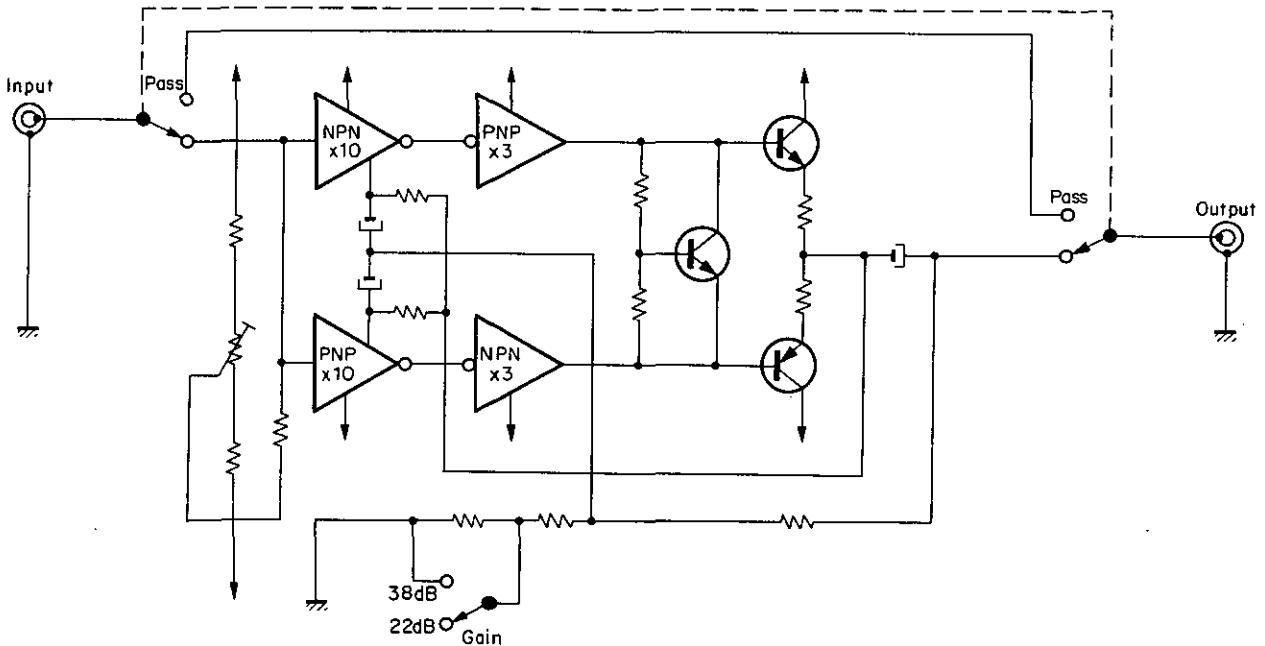 Input
Pass
NPN
x10
PNP
x3
Pass
Output
PNP
x10
NPN
x3
38dB
22dB
Gain